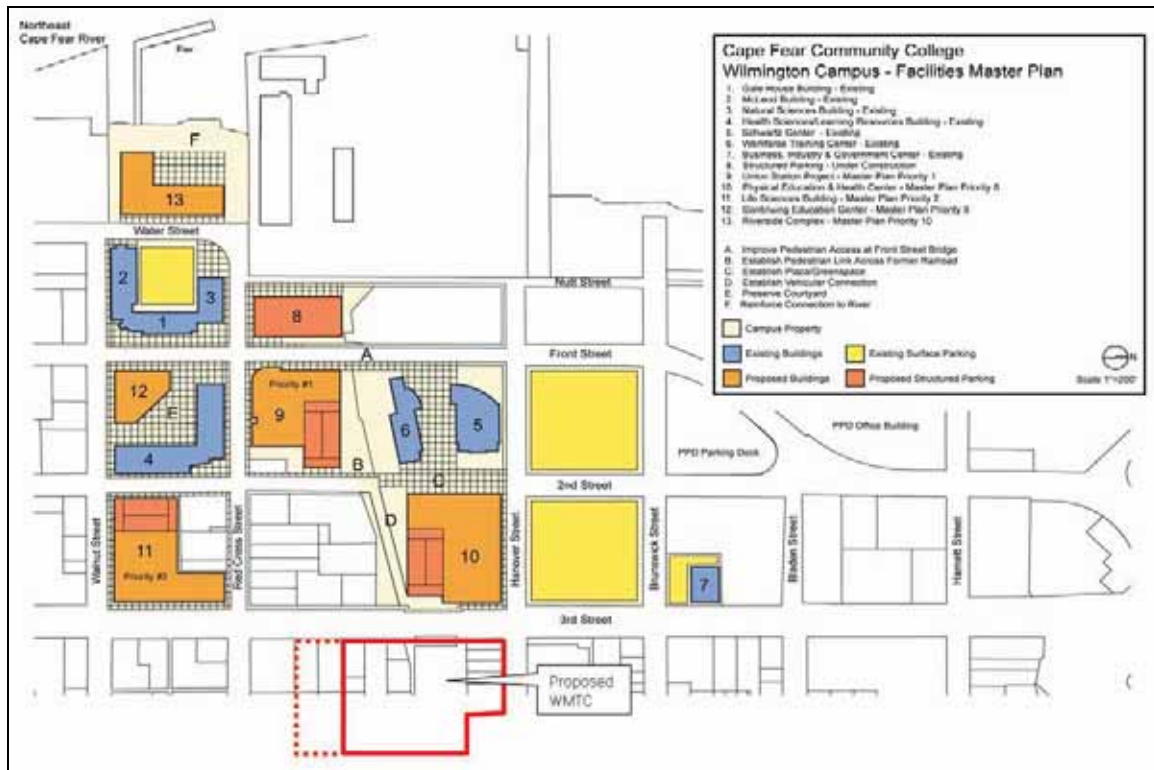 Northeast
Cape Fear River
Pier
Cape Fear Community College
Wilmington Campus - Facilities Master Plan
1. Gale House Building - Existing
2. McLeod Building - Existing
3. Natural Sciences Building - Existing
4. Health Sciences/Learning Resources Building - Existing
5. Schwartz Center - Existing
6. Workforce Training Center - Existing
7. Business, Industry & Government Center - Existing
8. Structured Parking - Under Construction
9. Union Station Project - Master Plan Priority 1
10. Physical Education & Health Center - Master Plan Priority
11. Life Sciences Building - Master Plan Priority 2
12. Continuing Education Center - Master Plan Priority
13. Riverside Complex - Master Plan Priority 10
A. Improve Pedestrian Access at Front Street Bridge
B. Establish Pedestrian Link Across Former Railroad
C. Establish Plaza/Greenspace
D. Establish Vehicular Connection
E. Preserve Courtyard
F. Reinforce Connection to River
Campus Property
Existing Buildings
Existing Surface Parking
Proposed Buildings
Proposed Structured Parking
N
Scale 1"=200'
F
13
Water Street
2
3
1
8
Nutt Street
A
Front Street
12
E
4
Priority #1
9
6
5
B
C
PPD Parking Deck
PPD Office Building
2nd Street
Walnut Street
11
Priority #2
Red Cross Street
D
10
Hanover Street
Brunswick Street
7
Bladen Street
Harnett Street
3rd Street
Proposed
WMTC